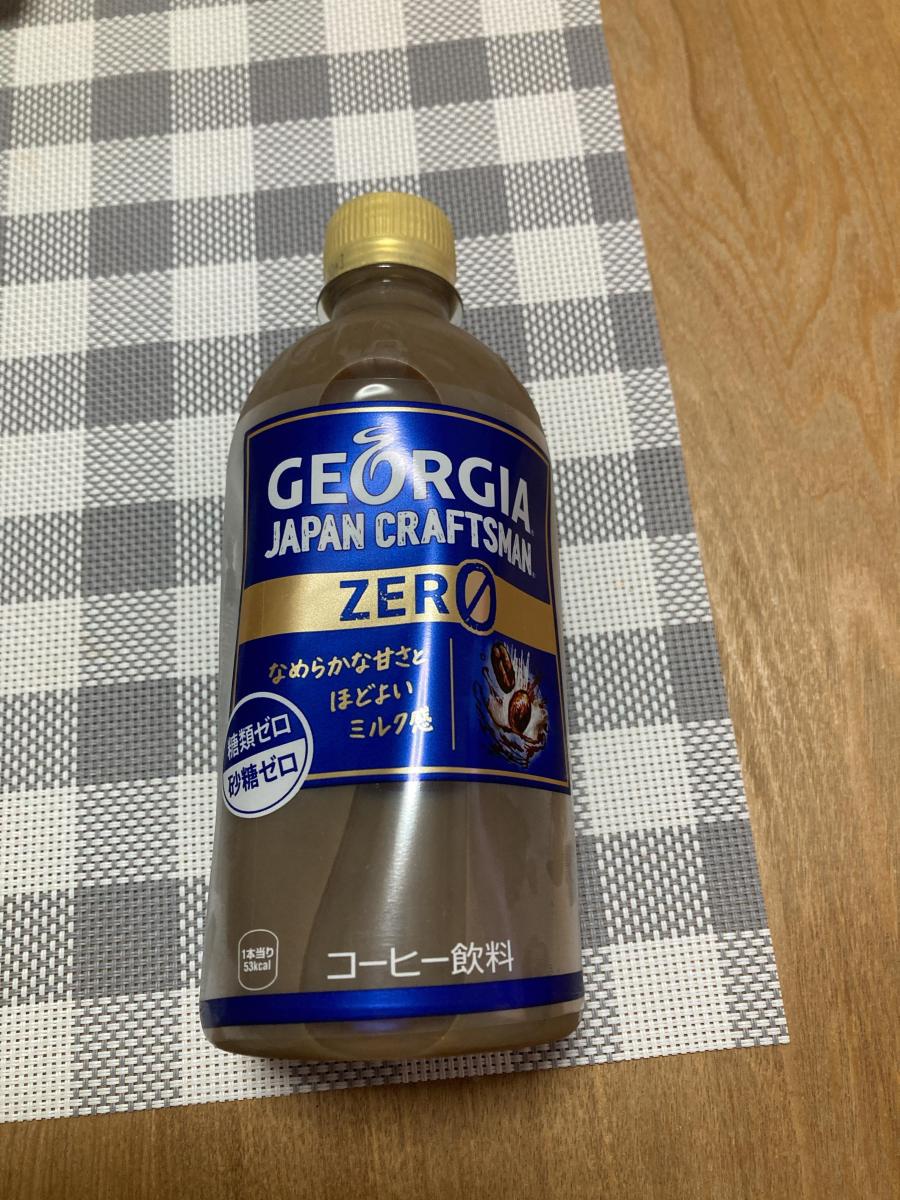 GEORGIA
JAPAN CRAFTSMAN
ZERO
なめらかな甘さと
ほどよい
ミルク感
糖類ゼロ
砂糖ゼロ
1本当り
53kcal
コーヒー飲料